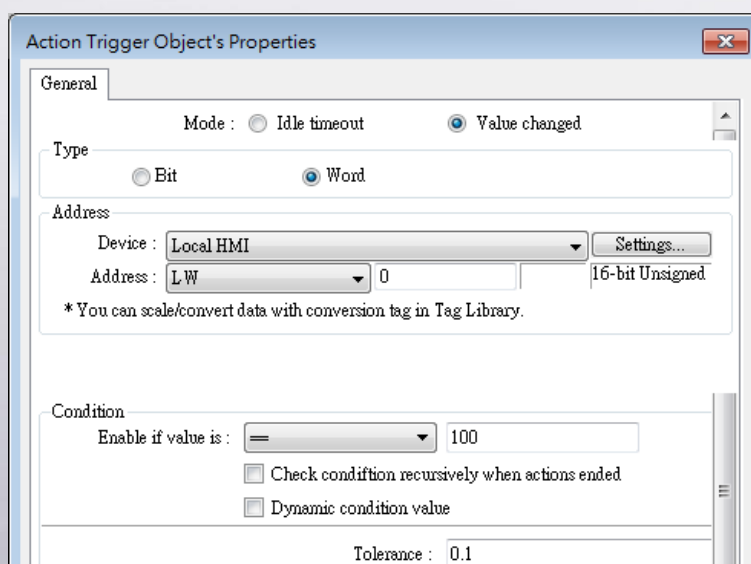 Action Trigger Object's Properties
General
Mode : Idle timeout Value changed
Type
Bit Word
Address
Device : Local HMI Settings...
Address : LW 0 16-bit Unsigned
* You can scale/convert data with conversion tag in Tag Library.
Condition
Enable if value is : == 100
Check condiftion recursively when actions ended
Dynamic condition value
Tolerance : 0.1